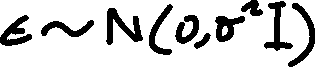 ε ~ N(0, σ²I)